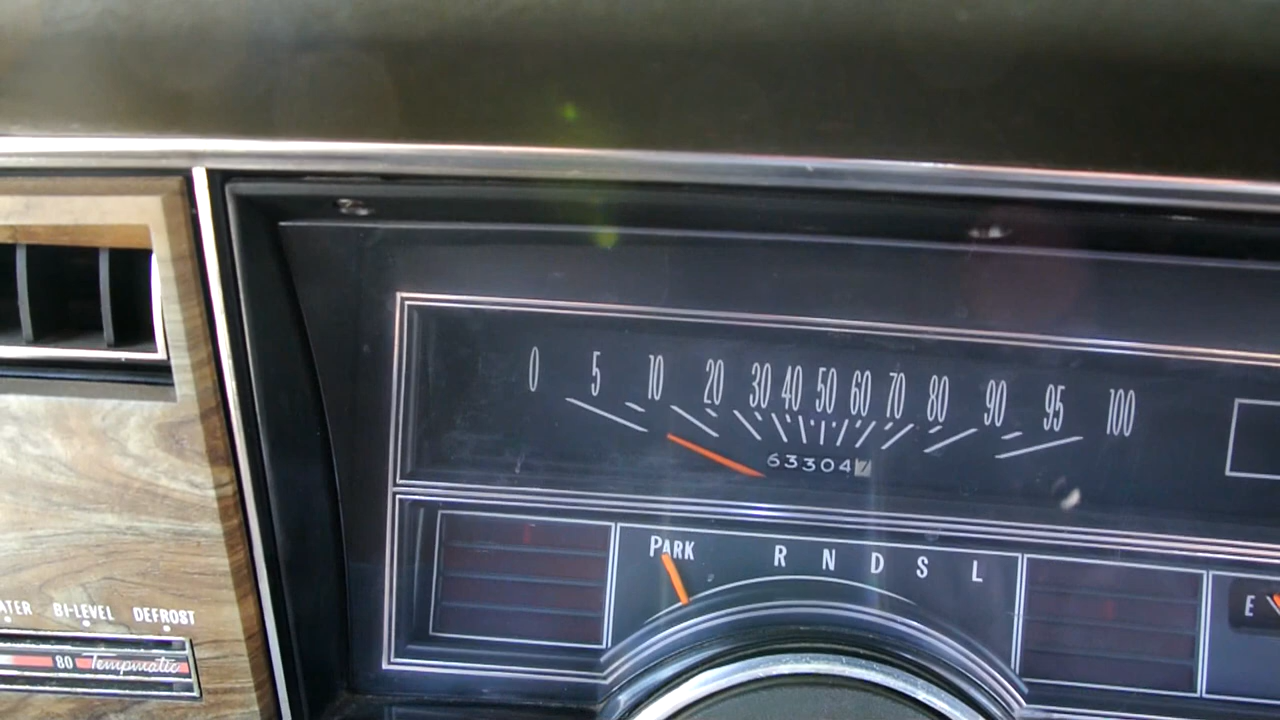 0 5 10 20 30 40 50 60 70 80 90 95 100
633047
PARK R N D S L
E
ATER BI-LEVEL DEFROST
80 Tempmatic